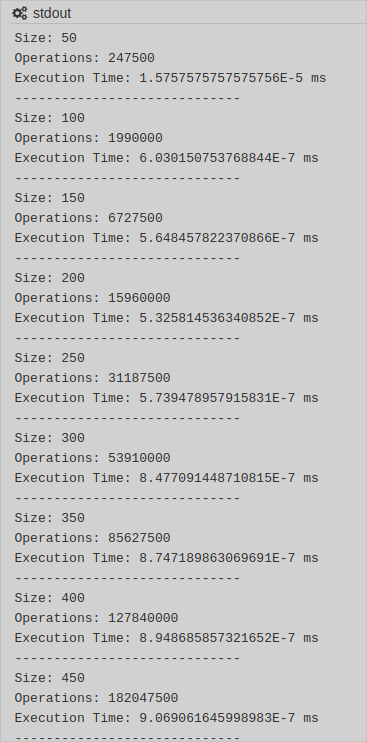 stdout
Size: 50
Operations: 247500
Execution Time: 1.5757575757575756E-5 ms
-----------------------------
Size: 100
Operations: 1990000
Execution Time: 6.030150753768844E-7 ms
-----------------------------
Size: 150
Operations: 6727500
Execution Time: 5.648457822370866E-7 ms
-----------------------------
Size: 200
Operations: 15960000
Execution Time: 5.325814536340852E-7 ms
-----------------------------
Size: 250
Operations: 31187500
Execution Time: 5.739478957915831E-7 ms
-----------------------------
Size: 300
Operations: 53910000
Execution Time: 8.477091448710815E-7 ms
-----------------------------
Size: 350
Operations: 85627500
Execution Time: 8.747189863069691E-7 ms
-----------------------------
Size: 400
Operations: 127840000
Execution Time: 8.948685857321652E-7 ms
-----------------------------
Size: 450
Operations: 182047500
Execution Time: 9.069061645998983E-7 ms
-----------------------------